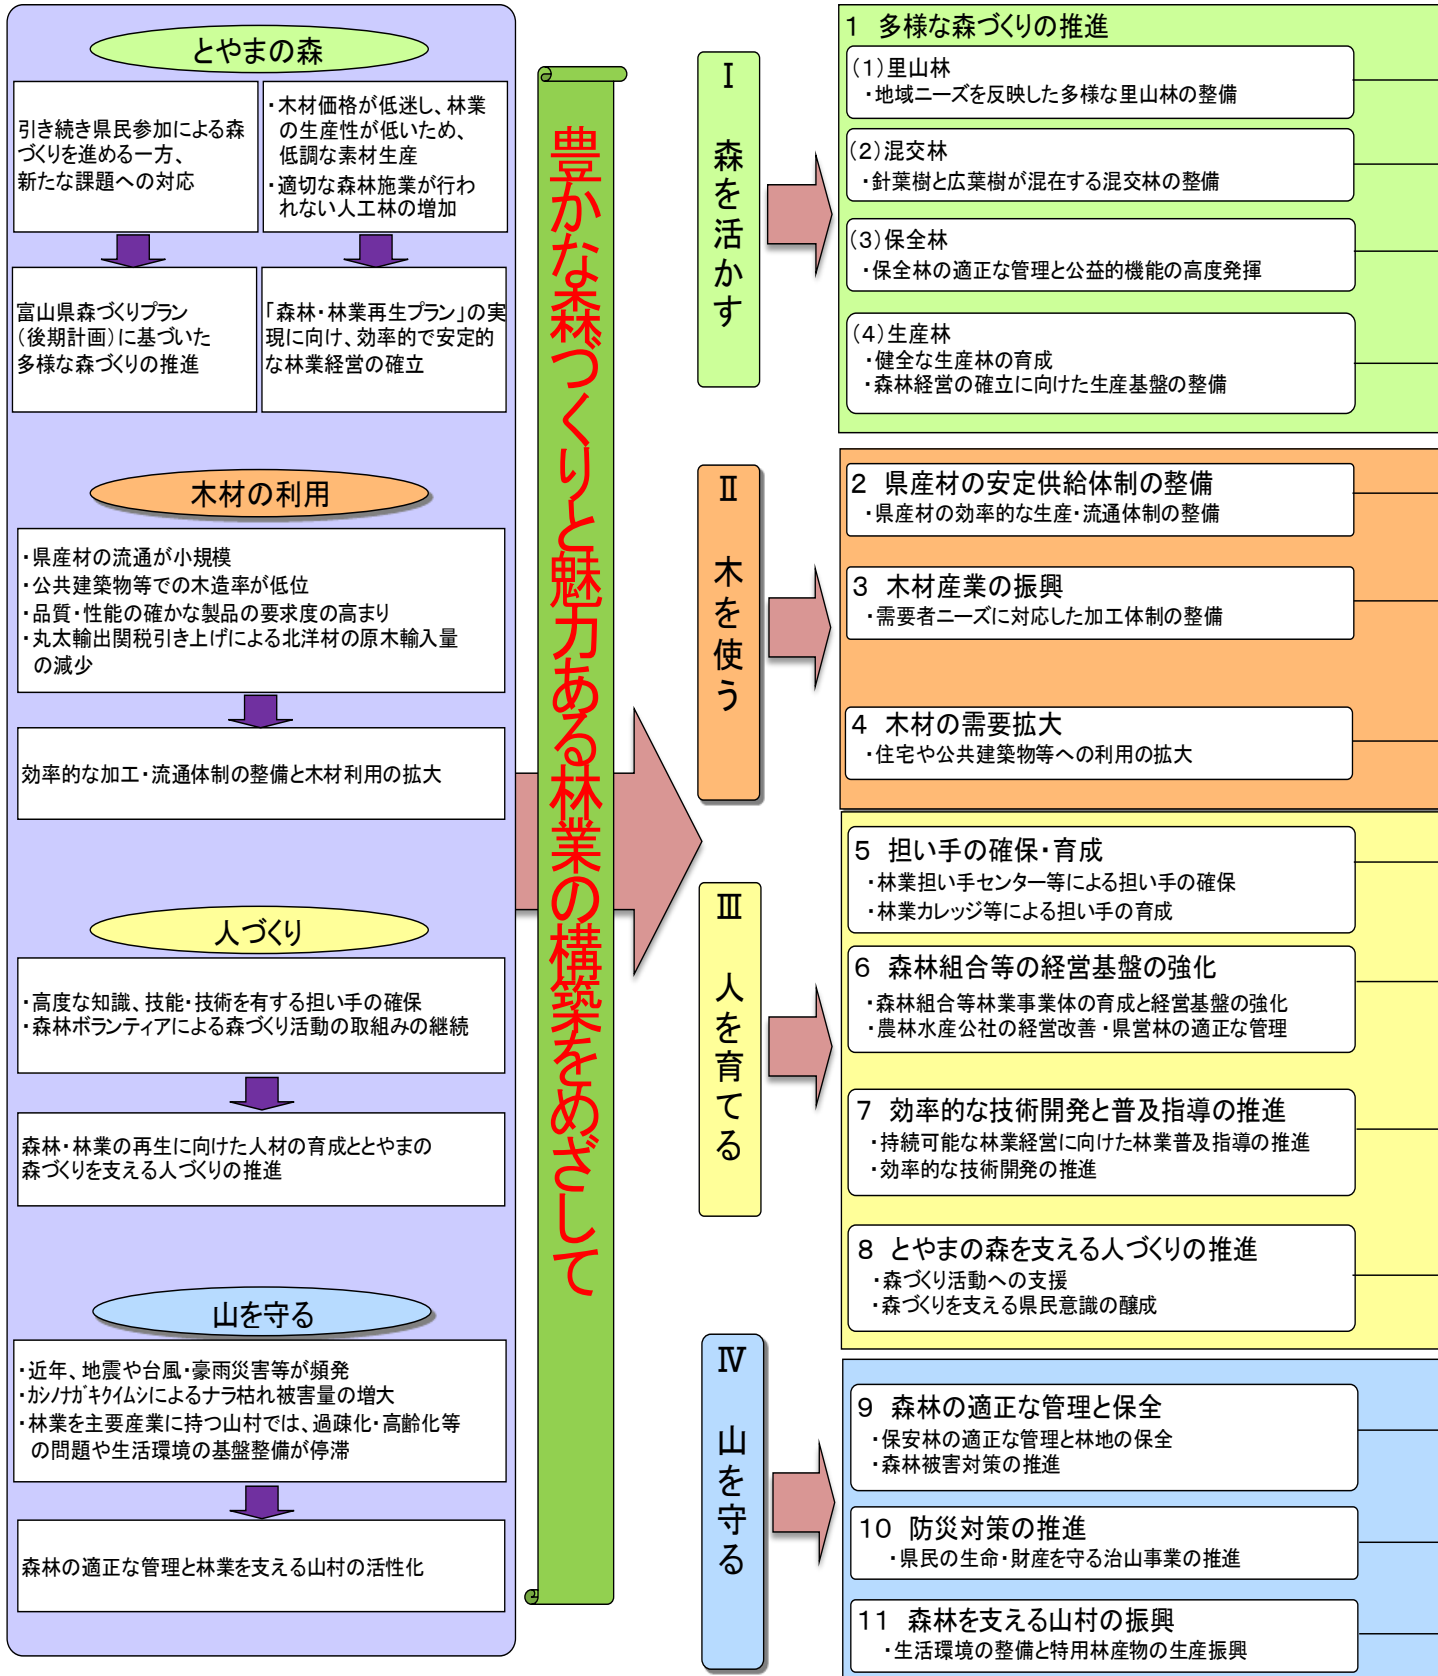 とやまの森
引き続き県民参加による森
づくりを進める一方、
新たな課題への対応
・木材価格が低迷し、林業
の生産性が低いため、
低調な素材生産
・適切な森林施業が行わ
れない人工林の増加
富山県森づくりプラン
(後期計画)に基づいた
多様な森づくりの推進
「森林・林業再生プラン」の実
現に向け、効率的で安定的
な林業経営の確立
木材の利用
・県産材の流通が小規模
・公共建築物等での木造率が低位
・品質・性能の確かな製品の要求度の高まり
・丸太輸出関税引き上げによる北洋材の原木輸入量
の減少
効率的な加工・流通体制の整備と木材利用の拡大
人づくり
・高度な知識、技能・技術を有する担い手の確保
・森林ボランティアによる森づくり活動の取組みの継続
森林・林業の再生に向けた人材の育成ととやまの
森づくりを支える人づくりの推進
山を守る
・近年、地震や台風・豪雨災害等が頻発
・ｶｼﾉﾅｶﾞｷｸｲﾑｼによるナラ枯れ被害量の増大
・林業を主要産業に持つ山村では、過疎化・高齢化等
の問題や生活環境の基盤整備が停滞
森林の適正な管理と林業を支える山村の活性化
豊かな森づくりと魅力ある林業の構築をめざして
Ⅰ 森を活かす
1 多様な森づくりの推進
(1)里山林
・地域ニーズを反映した多様な里山林の整備
(2)混交林
・針葉樹と広葉樹が混在する混交林の整備
(3)保全林
・保全林の適正な管理と公益的機能の高度発揮
(4)生産林
・健全な生産林の育成
・森林経営の確立に向けた生産基盤の整備
Ⅱ 木を使う
2 県産材の安定供給体制の整備
・県産材の効率的な生産・流通体制の整備
3 木材産業の振興
・需要者ニーズに対応した加工体制の整備
4 木材の需要拡大
・住宅や公共建築物等への利用の拡大
Ⅲ 人を育てる
5 担い手の確保・育成
・林業担い手センター等による担い手の確保
・林業カレッジ等による担い手の育成
6 森林組合等の経営基盤の強化
・森林組合等林業事業体の育成と経営基盤の強化
・農林水産公社の経営改善・県営林の適正な管理
7 効率的な技術開発と普及指導の推進
・持続可能な林業経営に向けた林業普及指導の推進
・効率的な技術開発の推進
8 とやまの森を支える人づくりの推進
・森づくり活動への支援
・森づくりを支える県民意識の醸成
Ⅳ 山を守る
9 森林の適正な管理と保全
・保安林の適正な管理と林地の保全
・森林被害対策の推進
10 防災対策の推進
・県民の生命・財産を守る治山事業の推進
11 森林を支える山村の振興
・生活環境の整備と特用林産物の生産振興